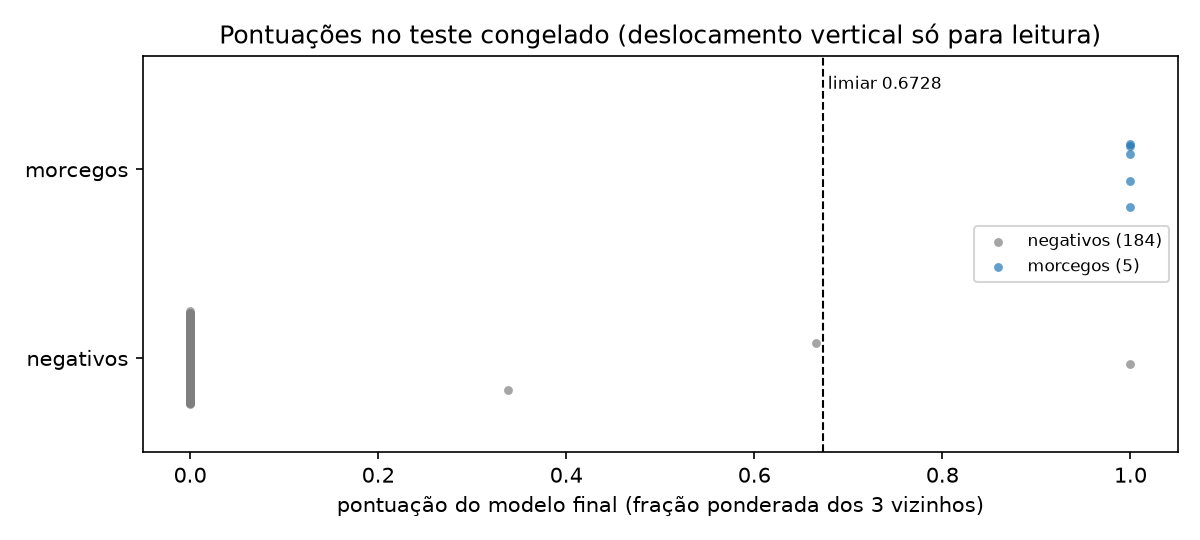 Pontuações no teste congelado (deslocamento vertical só para leitura)
limiar 0.6728
morcegos
negativos (184)
morcegos (5)
negativos
0.0 0.2 0.4 0.6 0.8 1.0
pontuação do modelo final (fração ponderada dos 3 vizinhos)